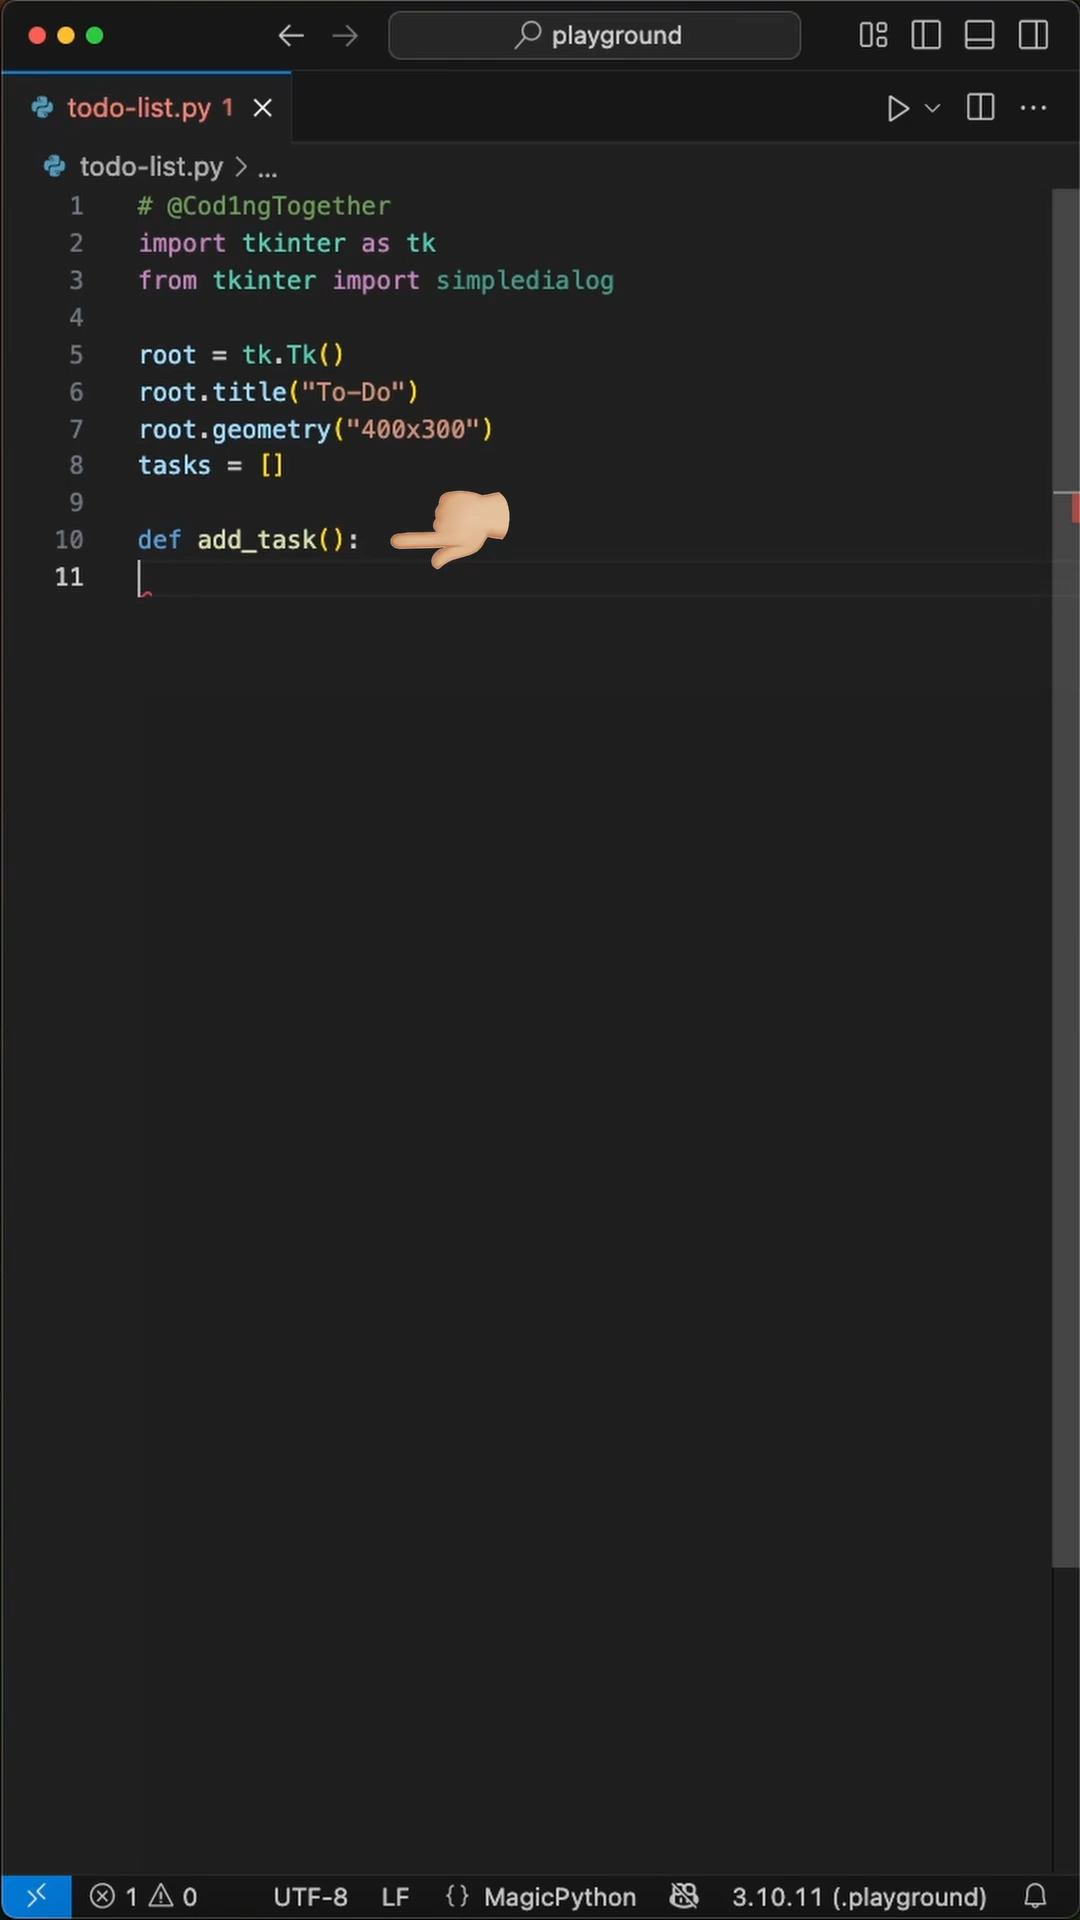 playground
todo-list.py 1
todo-list.py > ...
1 # @Cod1ngTogether
2 import tkinter as tk
3 from tkinter import simpledialog
4
5 root = tk.Tk()
6 root.title("To-Do")
7 root.geometry("400x300")
8 tasks = []
9
10 def add_task():
11
1 0 UTF-8 LF {} MagicPython 3.10.11 (.playground)